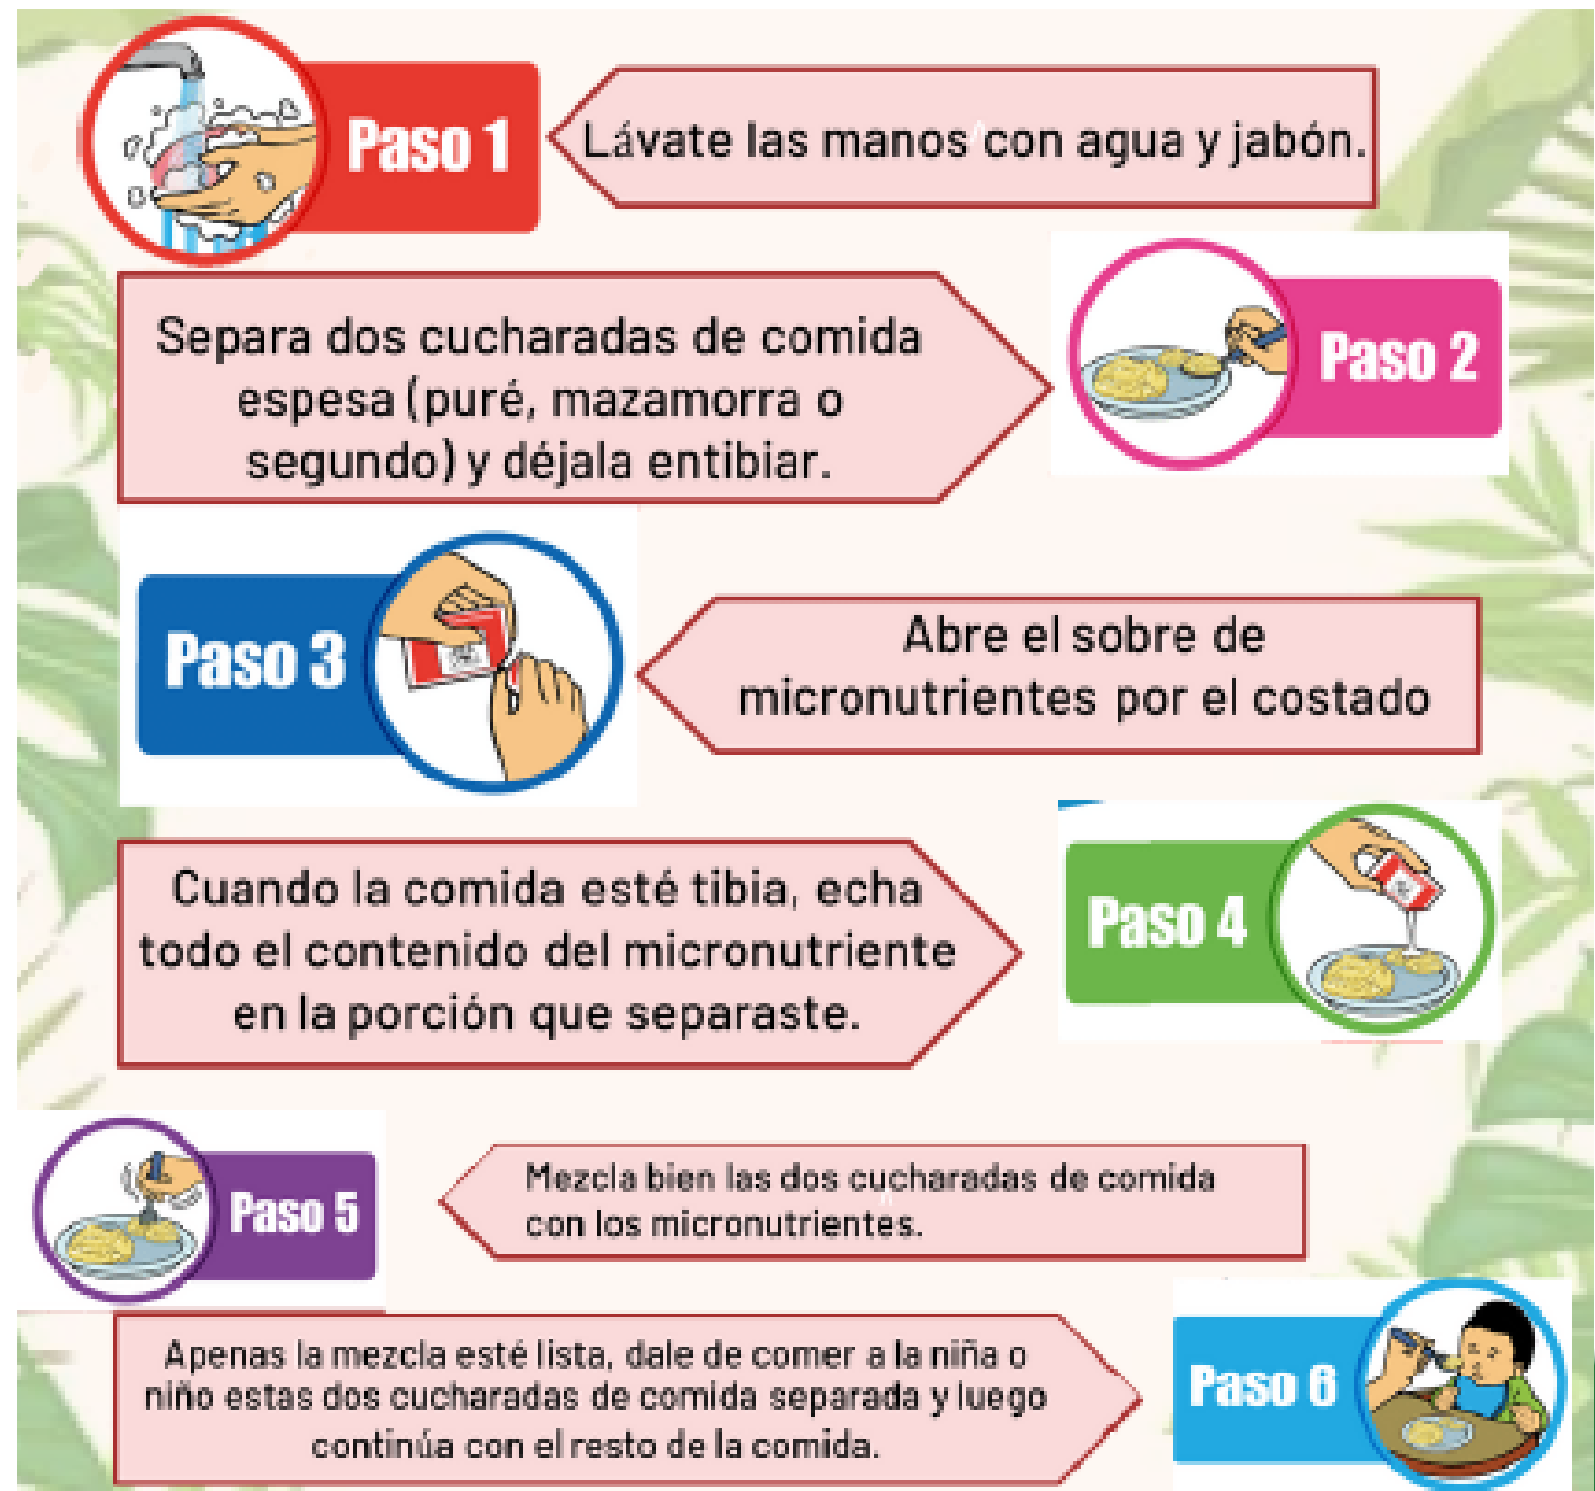 Paso 1
Lávate las manos con agua y jabón.
Separa dos cucharadas de comida
espesa (puré, mazamorra o
segundo) y déjala entibiar.
Paso 2
Paso 3
Abre el sobre de
micronutrientes por el costado
Cuando la comida esté tibia, echa
todo el contenido del micronutriente
en la porción que separaste.
Paso 4
Paso 5
Mezcla bien las dos cucharadas de comida
con los micronutrientes.
Apenas la mezcla esté lista, dale de comer a la niña o
niño estas dos cucharadas de comida separada y luego
continúa con el resto de la comida.
Paso 6